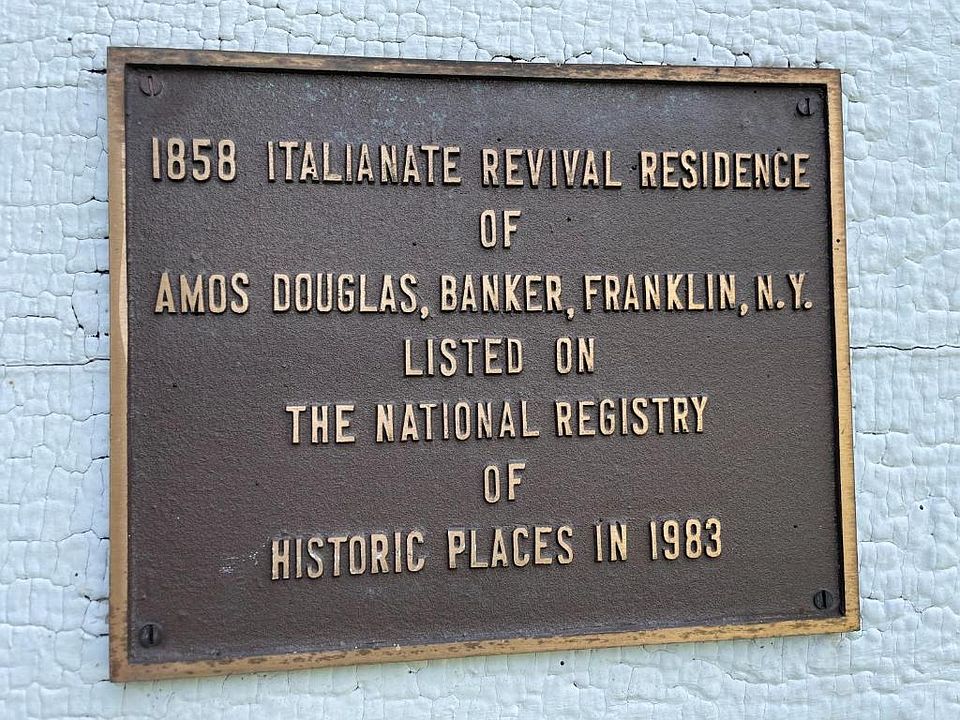 1858 ITALIANATE REVIVAL RESIDENCE
OF
AMOS DOUGLAS, BANKER, FRANKLIN, N.Y.
LISTED ON
THE NATIONAL REGISTRY
OF
HISTORIC PLACES IN 1983